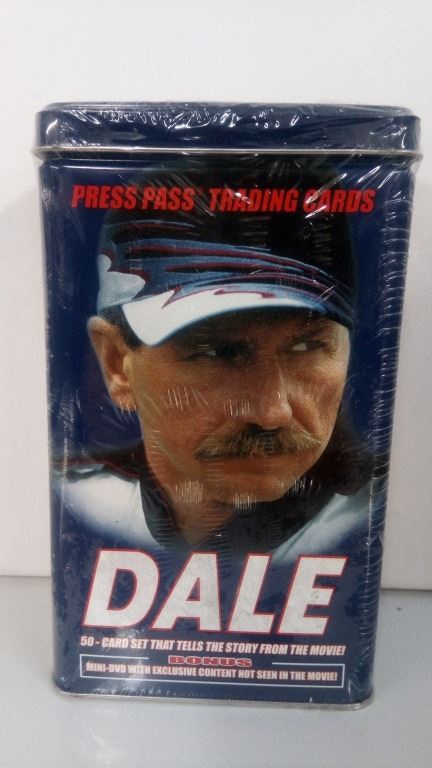 PRESS PASS® TRADING CARDS
DALE
50-CARD SET THAT TELLS THE STORY FROM THE MOVIE!
BONUS
MINI-DVD WITH EXCLUSIVE CONTENT NOT SEEN IN THE MOVIE!